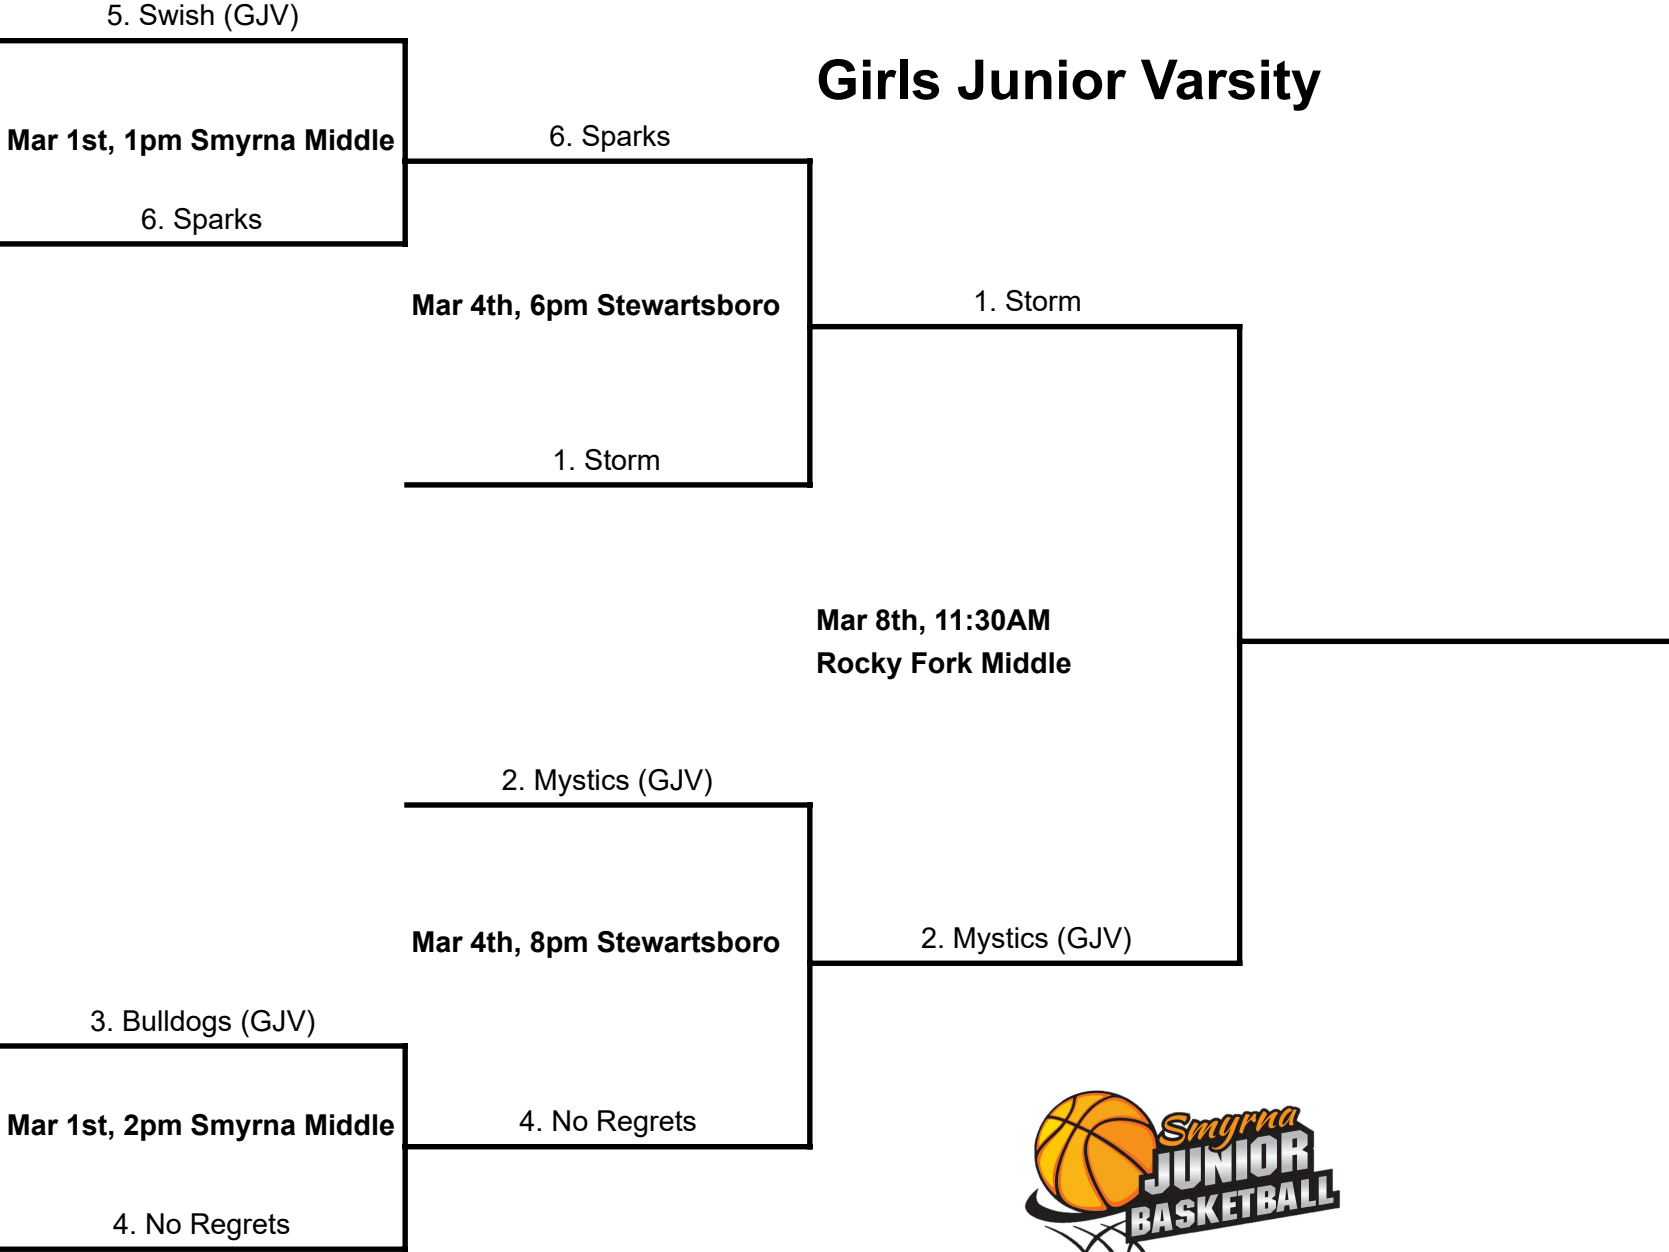 5. Swish (GJV)
Girls Junior Varsity
Mar 1st, 1pm Smyrna Middle
6. Sparks
6. Sparks
Mar 4th, 6pm Stewartsboro
1. Storm
1. Storm
Mar 8th, 11:30AM
Rocky Fork Middle
2. Mystics (GJV)
Mar 4th, 8pm Stewartsboro
2. Mystics (GJV)
3. Bulldogs (GJV)
Mar 1st, 2pm Smyrna Middle
4. No Regrets
4. No Regrets
Smyrna
JUNIOR
BASKETBALL